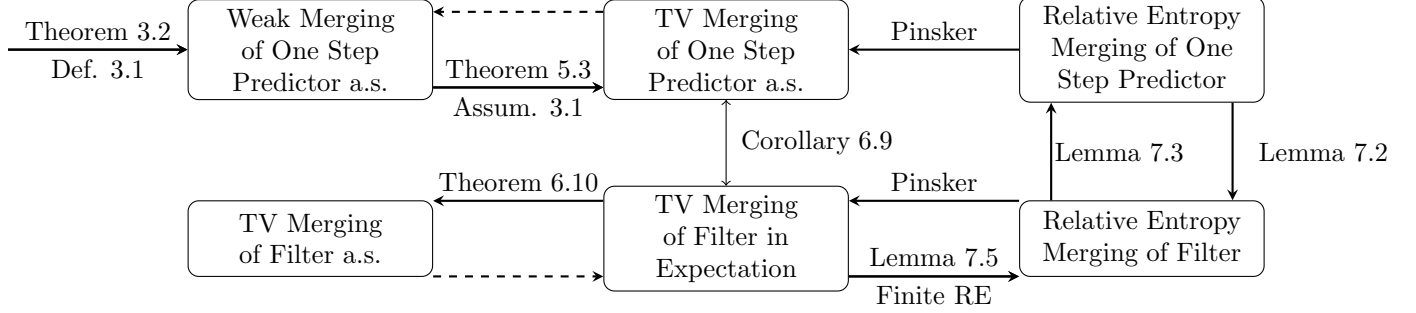 Theorem 3.2
Def. 3.1
Weak Merging
of One Step
Predictor a.s.
Theorem 5.3
Assum. 3.1
TV Merging
of One Step
Predictor a.s.
Pinsker
Relative Entropy
Merging of One
Step Predictor
Corollary 6.9
Lemma 7.3
Lemma 7.2
TV Merging
of Filter a.s.
Theorem 6.10
TV Merging
of Filter in
Expectation
Pinsker
Lemma 7.5
Finite RE
Relative Entropy
Merging of Filter